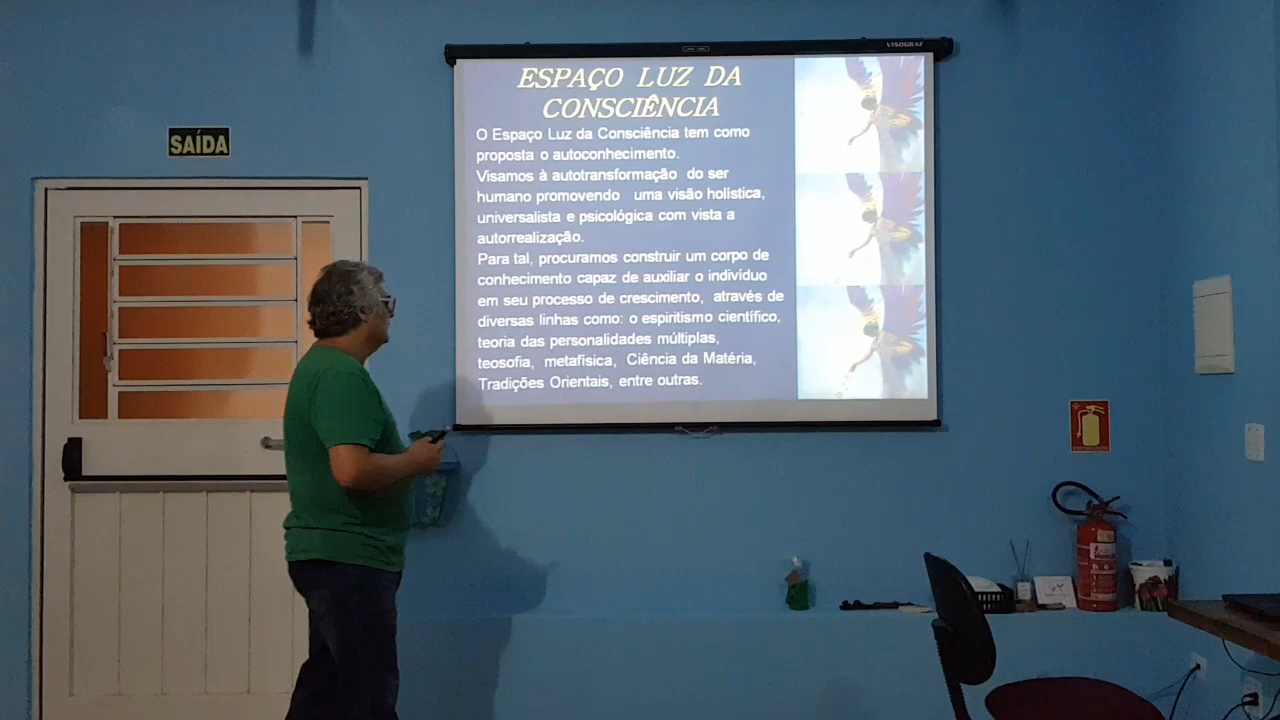 VISOGRAF
ESPAÇO LUZ DA
CONSCIÊNCIA
O Espaço Luz da Consciência tem como
proposta o autoconhecimento.
Visamos à autotransformação do ser
humano promovendo uma visão holística,
universalista e psicológica com vista a
autorrealização.
Para tal, procuramos construir um corpo de
conhecimento capaz de auxiliar o indivíduo
em seu processo de crescimento, através de
diversas linhas como: o espiritismo científico,
teoria das personalidades múltiplas,
teosofia, metafísica, Ciência da Matéria,
Tradições Orientais, entre outras.
SAÍDA